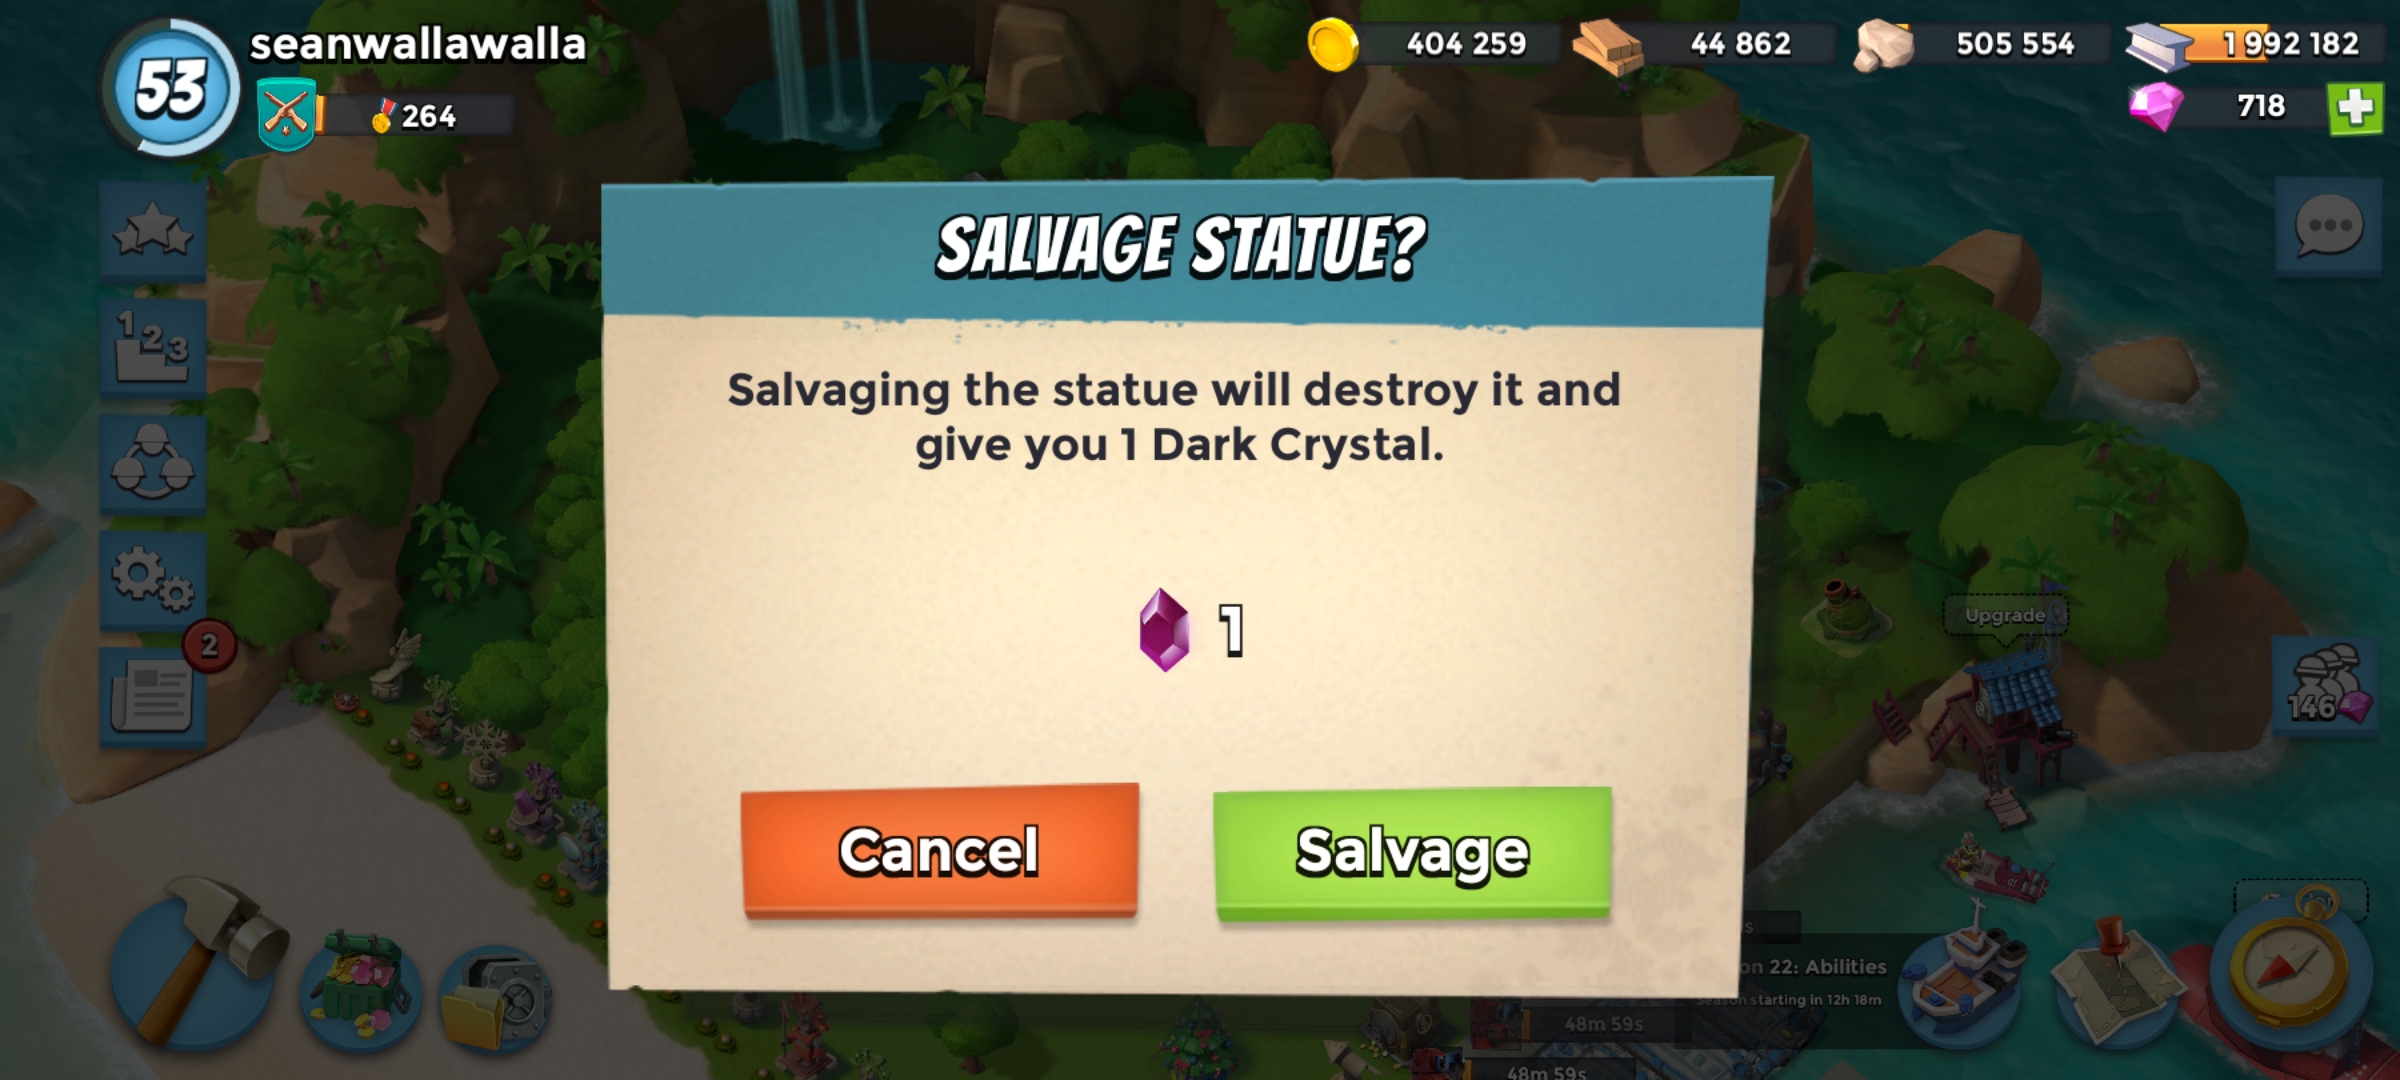 53
seanwallawalla
264
404 259
44 862
505 554
1 992 182
718
1 2 3
2
SALVAGE STATUE?
Salvaging the statue will destroy it and
give you 1 Dark Crystal.
1
Cancel
Salvage
Upgrade
146
on 22: Abilities
Season starting in 12h 18m
48m 59s
48m 59s